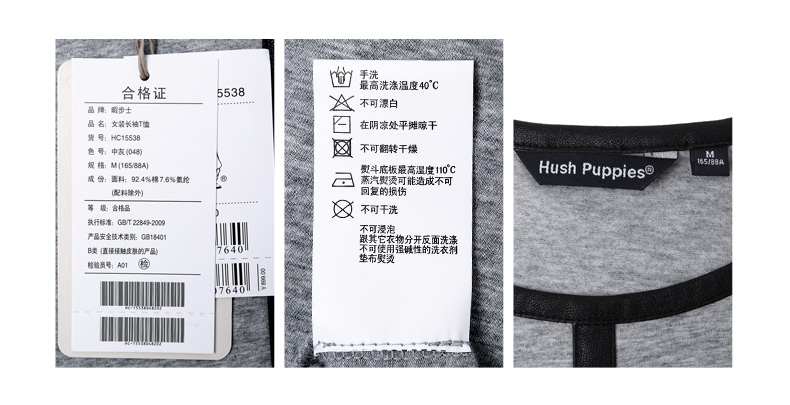 合格证
品 牌: 暇步士
品 名: 女装长袖T恤
货 号: HC15538
色 号: 中灰(048)
规 格: M (165/88A)
成 份: 面料: 92.4%棉7.6%氨纶
(配料除外)
等 级: 合格品
执行标准: GB/T 22849-2009
产品安全技术类别: GB18401
B类 (直接接触皮肤的产品)
检验员号: A01 检
HC-15538048202
HC-15538048202
5538
07640
07640
手洗
最高洗涤温度40℃
不可漂白
在阴凉处平摊晾干
不可翻转干燥
熨斗底板最高温度110℃
蒸汽熨烫可能造成不可
回复的损伤
不可干洗
不可浸泡
跟其它衣物分开反面洗涤
不可使用强碱性的洗衣剂
垫布熨烫
Hush Puppies®
M
165/88A